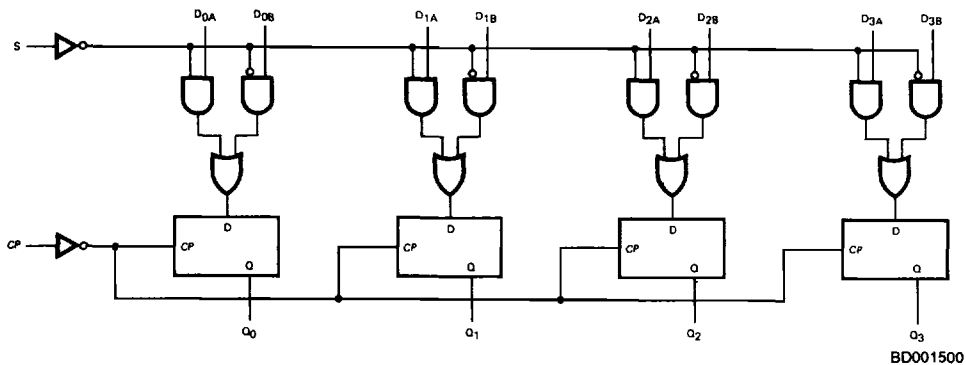 D0A D0B D1A D1B D2A D2B D3A D3B
S
D D D D
CP CP CP CP CP
Q Q Q Q
Q0 Q1 Q2 Q3
BD001500